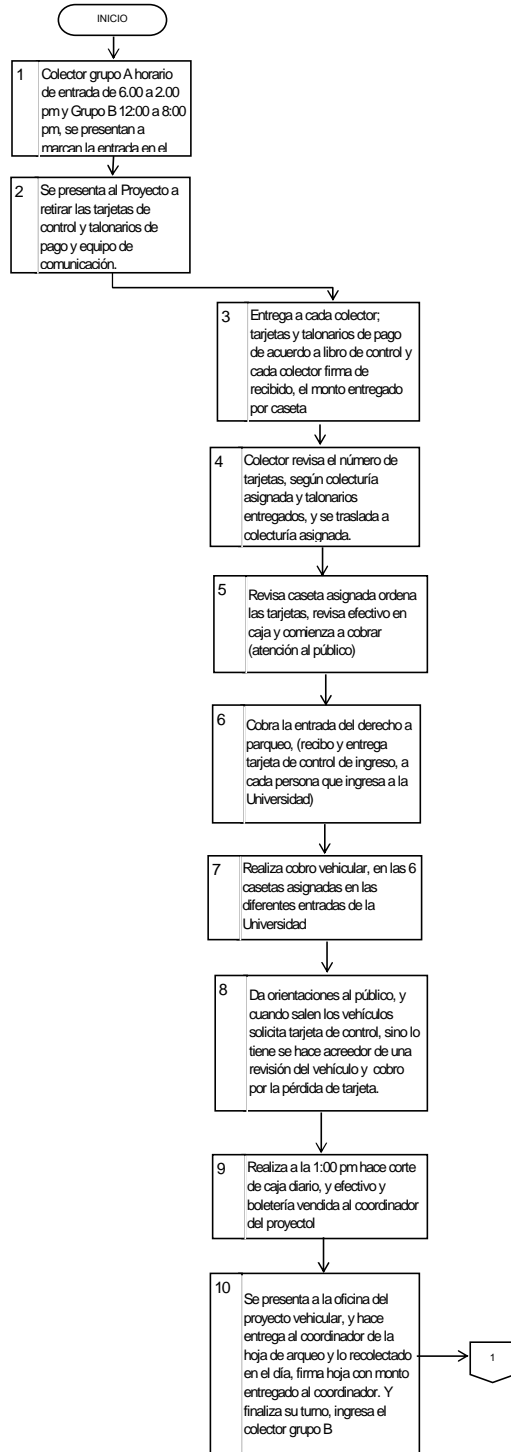 INICIO
1
Colector grupo A horario
de entrada de 6.00 a 2.00
pm y Grupo B 12:00 a 8:00
pm, se presentan a
marcan la entrada en el
2
Se presenta al Proyecto a
retirar las tarjetas de
control y talonarios de
pago y equipo de
comunicación.
3
Entrega a cada colector;
tarjetas y talonarios de pago
de acuerdo a libro de control y
cada colector firma de
recibido, el monto entregado
por caseta
4
Colector revisa el número de
tarjetas, según colecturía
asignada y talonarios
entregados, y se traslada a
colecturía asignada.
5
Revisa caseta asignada ordena
las tarjetas, revisa efectivo en
caja y comienza a cobrar
(atención al público)
6
Cobra la entrada del derecho a
parqueo, (recibo y entrega
tarjeta de control de ingreso, a
cada persona que ingresa a la
Universidad)
7
Realiza cobro vehicular, en las 6
casetas asignadas en las
diferentes entradas de la
Universidad
8
Da orientaciones al público, y
cuando salen los vehículos
solicita tarjeta de control, sino lo
tiene se hace acreedor de una
revisión del vehículo y cobro
por la pérdida de tarjeta.
9
Realiza a la 1:00 pm hace corte
de caja diario, y efectivo y
boletería vendida al coordinador
del proyectol
10
Se presenta a la oficina del
proyecto vehicular, y hace
entrega al coordinador de la
hoja de arqueo y lo recolectado
en el día, firma hoja con monto
entregado al coordinador. Y
finaliza su turno, ingresa el
colector grupo B
1